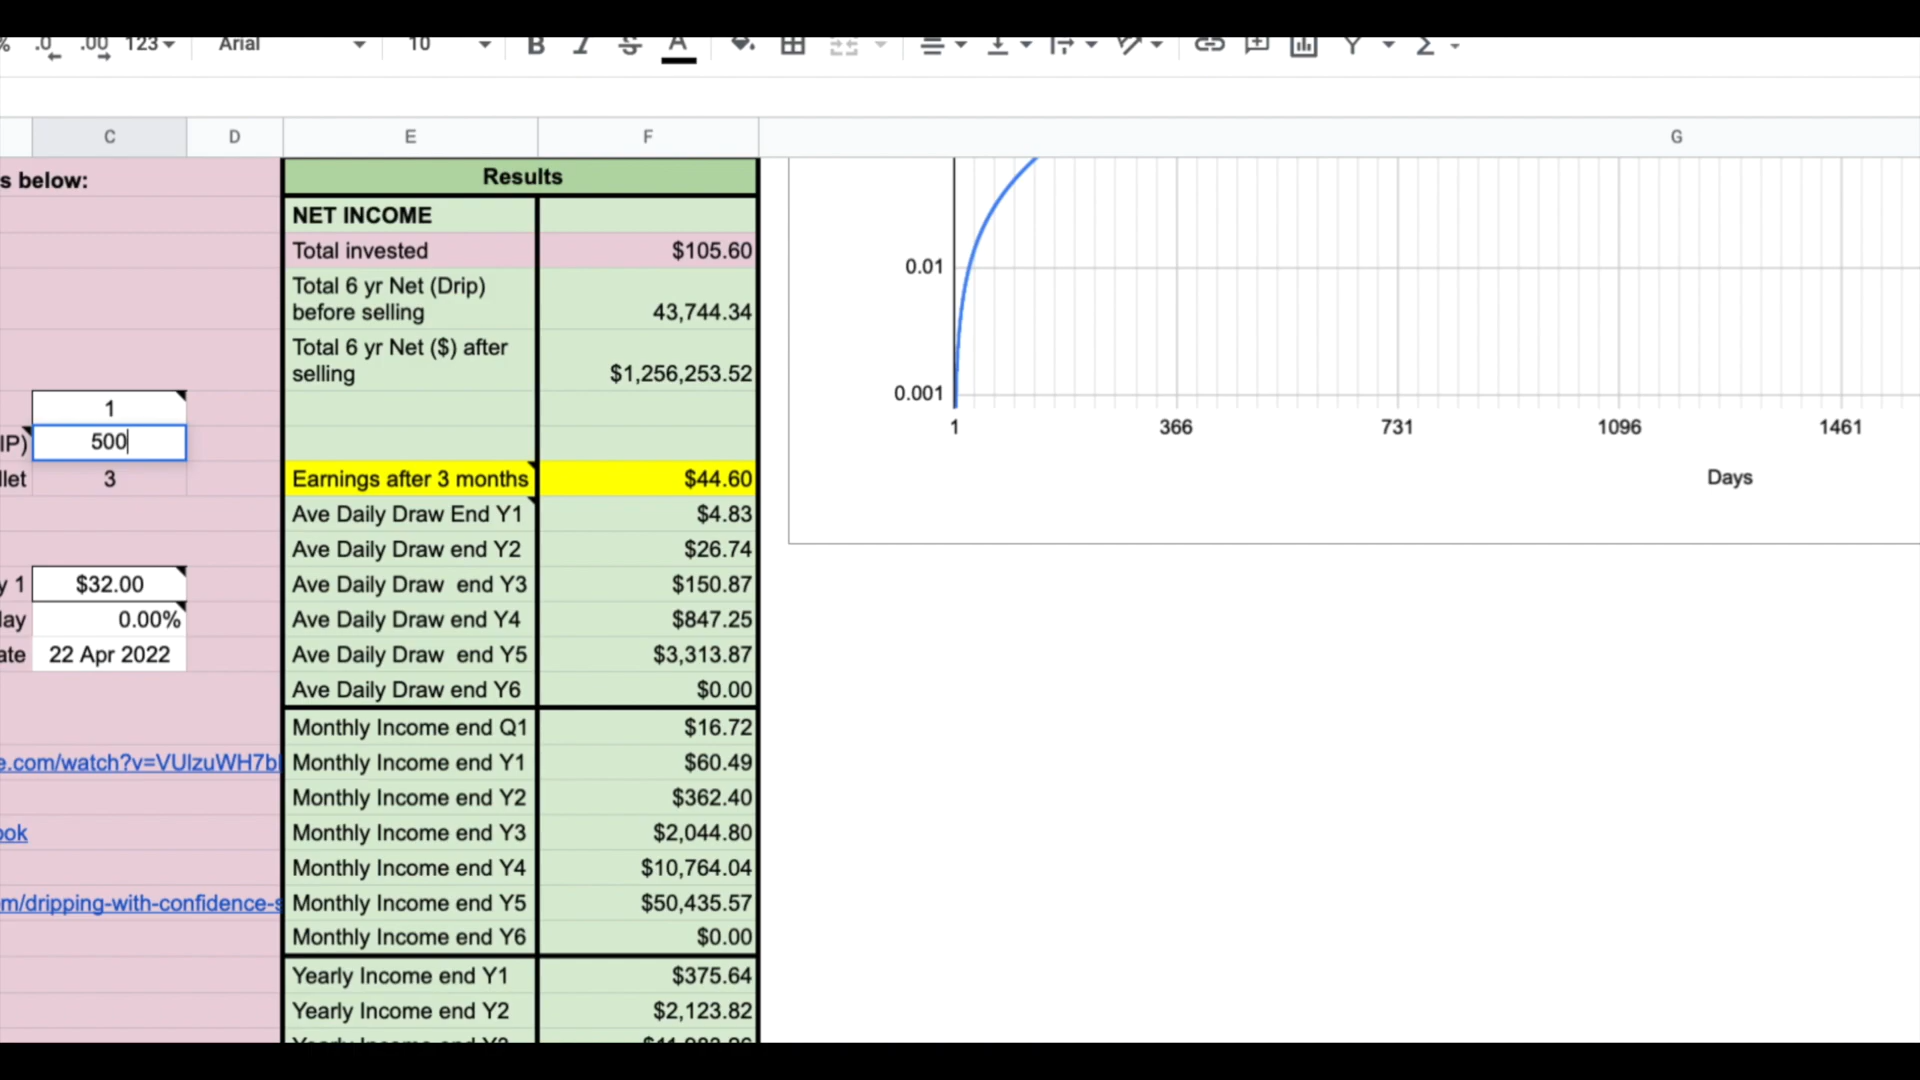 % .0 .00 123 Arial 10 B I S A Σ
C D E F G
s below:
Results
NET INCOME
Total invested $105.60
Total 6 yr Net (Drip)
before selling 43,744.34
Total 6 yr Net ($) after
selling $1,256,253.52
1
IP) 500
llet 3
Earnings after 3 months $44.60
Ave Daily Draw End Y1 $4.83
Ave Daily Draw end Y2 $26.74
y 1 $32.00 Ave Daily Draw end Y3 $150.87
lay 0.00% Ave Daily Draw end Y4 $847.25
ate 22 Apr 2022 Ave Daily Draw end Y5 $3,313.87
Ave Daily Draw end Y6 $0.00
Monthly Income end Q1 $16.72
Monthly Income end Y1 $60.49
Monthly Income end Y2 $362.40
ook Monthly Income end Y3 $2,044.80
Monthly Income end Y4 $10,764.04
m/dripping-with-confidence-s Monthly Income end Y5 $50,435.57
Monthly Income end Y6 $0.00
Yearly Income end Y1 $375.64
Yearly Income end Y2 $2,123.82
0.01
0.001
1 366 731 1096 1461
Days